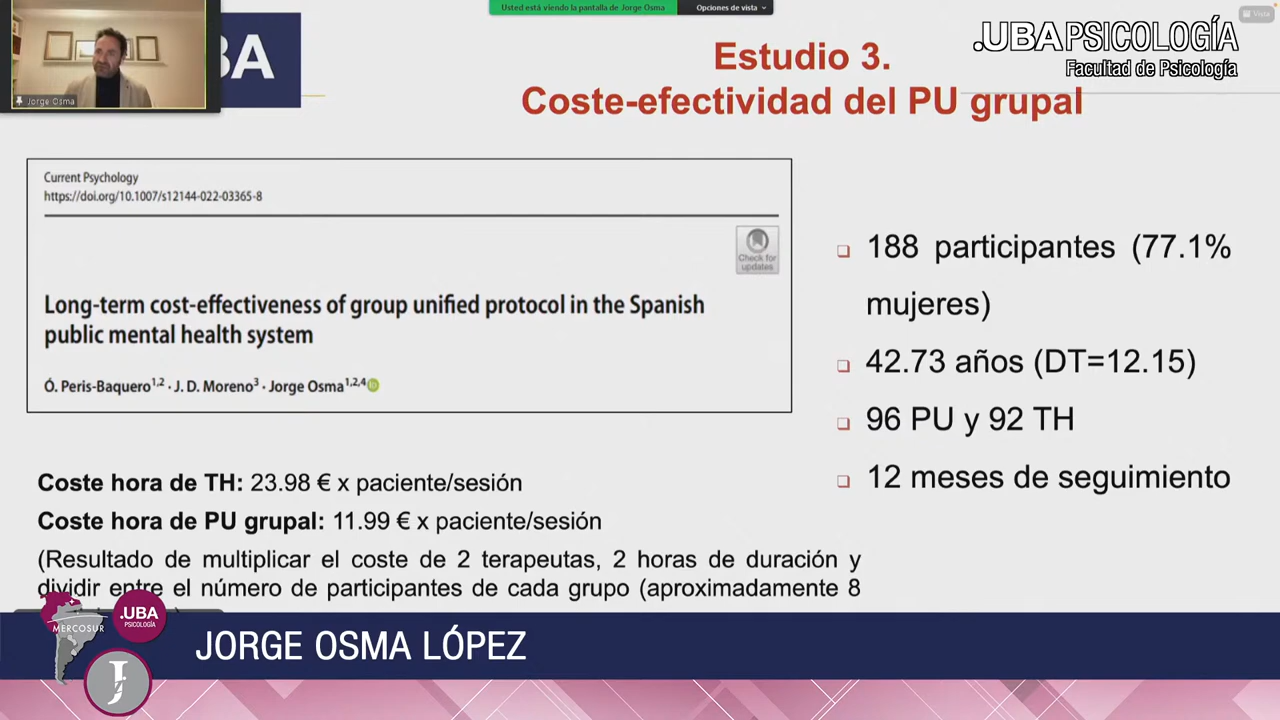 Usted está viendo la pantalla de Jorge Osma
Opciones de vista
Vista
BA
Jorge Osma
.UBAPSICOLOGÍA
Facultad de Psicología
Estudio 3.
Coste-efectividad del PU grupal
Current Psychology
https://doi.org/10.1007/s12144-022-03365-8
Check for
updates
Long-term cost-effectiveness of group unified protocol in the Spanish
public mental health system
Ó. Peris-Baquero1,2 · J. D. Moreno3 · Jorge Osma1,2,4
188 participantes (77.1%
mujeres)
42.73 años (DT=12.15)
96 PU y 92 TH
12 meses de seguimiento
Coste hora de TH: 23.98 € x paciente/sesión
Coste hora de PU grupal: 11.99 € x paciente/sesión
(Resultado de multiplicar el coste de 2 terapeutas, 2 horas de duración y
dividir entre el número de participantes de cada grupo (aproximadamente 8
MERCOSUR
.UBA
PSICOLOGÍA
JORGE OSMA LÓPEZ
J